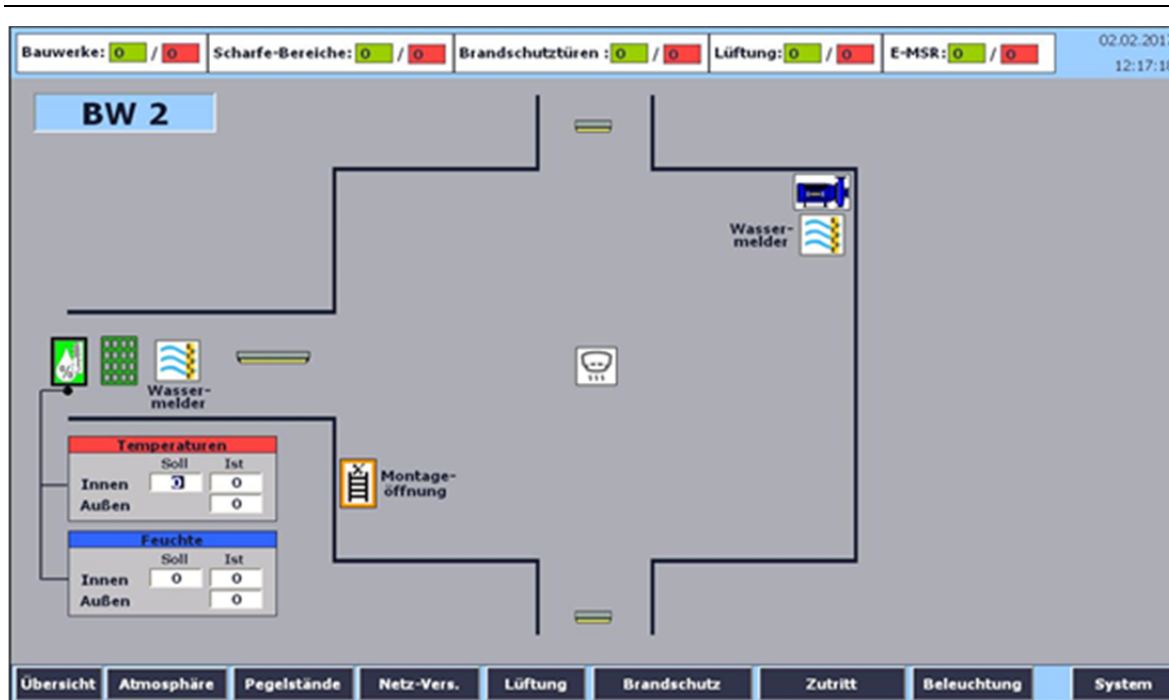 Bauwerke: 0 / 0 Scharfe-Bereiche: 0 / 0 Brandschutztüren : 0 / 0 Lüftung: 0 / 0 E-MSR: 0 / 0
02.02.2017
12:17:18
BW 2
Wasser-
melder
%
Wasser-
melder
Temperaturen
Soll Ist
Innen 0 0
Außen 0
Montage-
öffnung
Feuchte
Soll Ist
Innen 0 0
Außen 0
Übersicht Atmosphäre Pegelstände Netz-Vers. Lüftung Brandschutz Zutritt Beleuchtung System